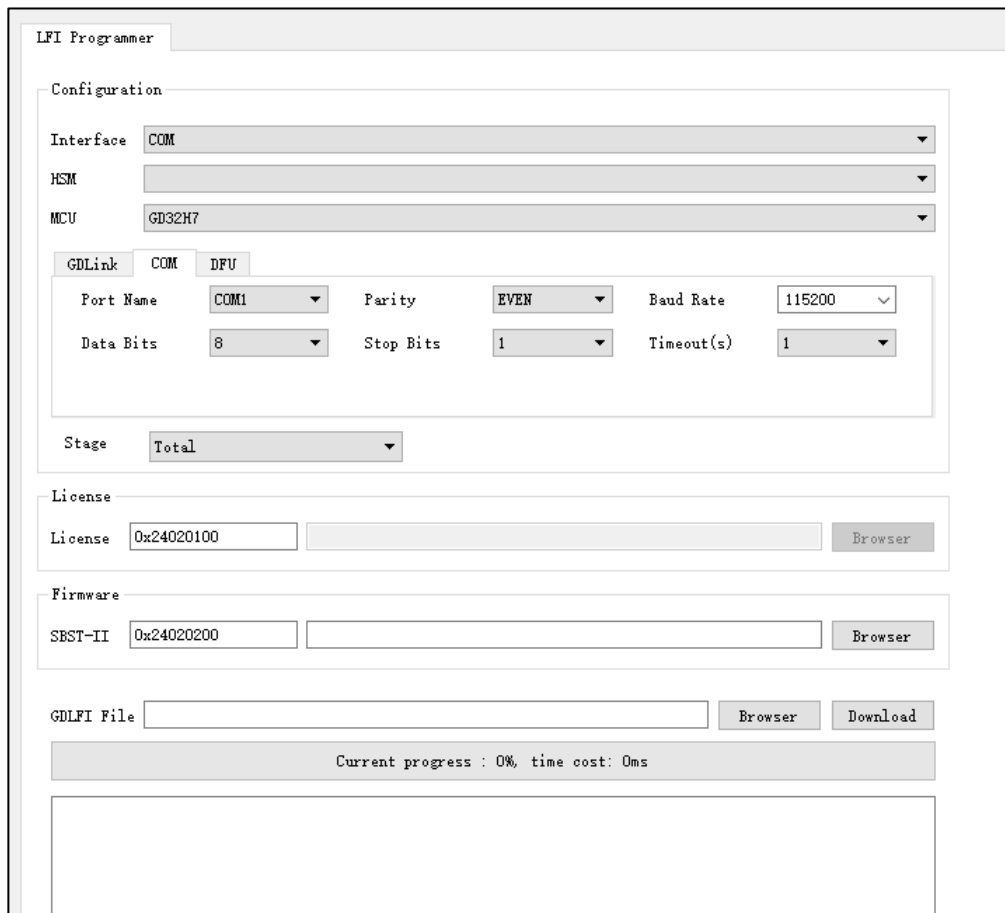 LFI Programmer
Configuration
Interface COM
HSM
MCU GD32H7
GDLink COM DFU
Port Name COM1 Parity EVEN Baud Rate 115200
Data Bits 8 Stop Bits 1 Timeout(s) 1
Stage Total
License
License 0x24020100 Browser
Firmware
SBST-II 0x24020200 Browser
GDLFI File Browser Download
Current progress : 0%, time cost: 0ms